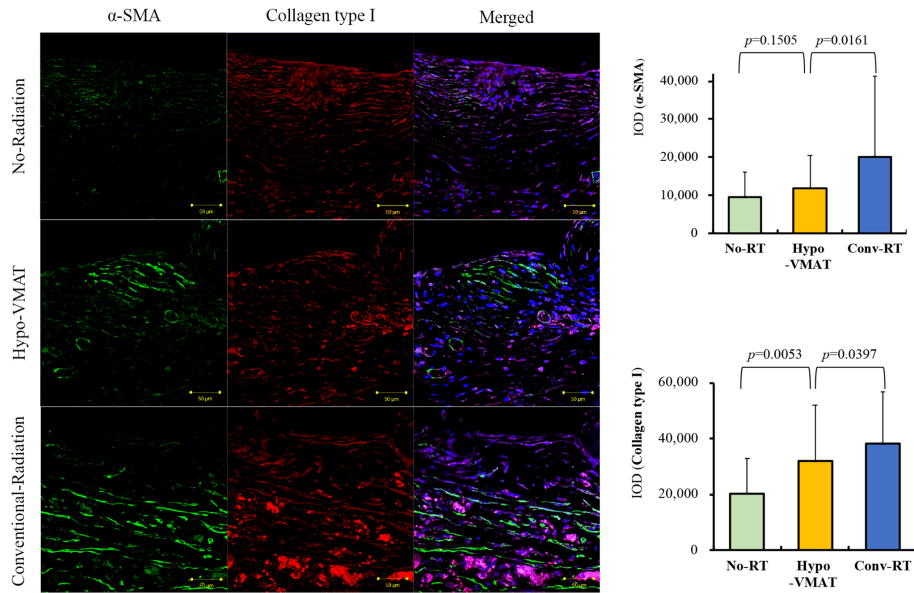 α-SMA
Collagen type I
Merged
No-Radiation
50 μm
50 μm
50 μm
Hypo-VMAT
50 μm
50 μm
50 μm
Conventional-Radiation
50 μm
50 μm
50 μm
p=0.1505
p=0.0161
IOD (α-SMA)
40,000
30,000
20,000
10,000
0
No-RT
Hypo
-VMAT
Conv-RT
p=0.0053
p=0.0397
IOD (Collagen type I)
60,000
40,000
20,000
0
No-RT
Hypo
-VMAT
Conv-RT